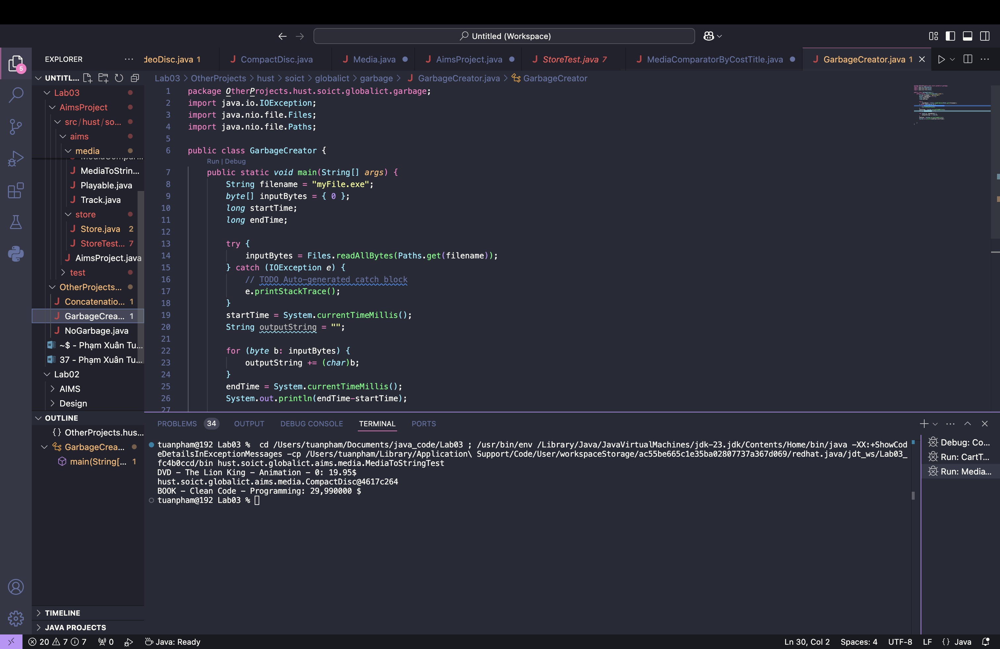 Untitled (Workspace)
EXPLORER
deoDisc.java 1
CompactDisc.java
Media.java
AimsProject.java
StoreTest.java 7
MediaComparatorByCostTitle.java
GarbageCreator.java 1
5
UNTITL...
Lab03 > OtherProjects > hust > soict > globalict > garbage > GarbageCreator.java > GarbageCreator
Lab03
AimsProject
src/hust/so...
aims
media
MediaToStrin...
Playable.java
Track.java
store
Store.java 2
StoreTest... 7
AimsProject.java
test
OtherProjects...
Concatenatio... 1
GarbageCrea... 1
NoGarbage.java
~$ - Phạm Xuân Tu...
37 - Phạm Xuân Tu...
Lab02
AIMS
Design
OUTLINE
{} OtherProjects.hus...
GarbageCrea...
main(String[... 1
TIMELINE
JAVA PROJECTS
1 package OtherProjects.hust.soict.globalict.garbage;
2 import java.io.IOException;
3 import java.nio.file.Files;
4 import java.nio.file.Paths;
5
6 public class GarbageCreator {
Run | Debug
7 public static void main(String[] args) {
8 String filename = "myFile.exe";
9 byte[] inputBytes = { 0 };
10 long startTime;
11 long endTime;
12
13 try {
14 inputBytes = Files.readAllBytes(Paths.get(filename));
15 } catch (IOException e) {
16 // TODO Auto-generated catch block
17 e.printStackTrace();
18 }
19 startTime = System.currentTimeMillis();
20 String outputString = "";
21
22 for (byte b: inputBytes) {
23 outputString += (char)b;
24 }
25 endTime = System.currentTimeMillis();
26 System.out.println(endTime-startTime);
27
PROBLEMS 34 OUTPUT DEBUG CONSOLE TERMINAL PORTS
tuanpham@192 Lab03 % cd /Users/tuanpham/Documents/java_code/Lab03 ; /usr/bin/env /Library/Java/JavaVirtualMachines/jdk-23.jdk/Contents/Home/bin/java -XX:+ShowCod
eDetailsInExceptionMessages -cp /Users/tuanpham/Library/Application\ Support/Code/User/workspaceStorage/ac55be665c1e35ba02807737a367d069/redhat.java/jdt_ws/Lab03_
fc4b0ccd/bin hust.soict.globalict.aims.media.MediaToStringTest
DVD - The Lion King - Animation - 0: 19.95$
hust.soict.globalict.aims.media.CompactDisc@4617c264
BOOK - Clean Code - Programming: 29,990000 $
tuanpham@192 Lab03 %
Debug: Co...
Run: CartT...
Run: Media...
20 7 7 0 Java: Ready
Ln 30, Col 2 Spaces: 4 UTF-8 LF {} Java